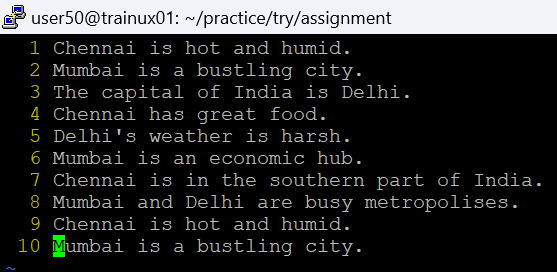 user50@trainux01: ~/practice/try/assignment
1 Chennai is hot and humid.
2 Mumbai is a bustling city.
3 The capital of India is Delhi.
4 Chennai has great food.
5 Delhi's weather is harsh.
6 Mumbai is an economic hub.
7 Chennai is in the southern part of India.
8 Mumbai and Delhi are busy metropolises.
9 Chennai is hot and humid.
10 Mumbai is a bustling city.
~